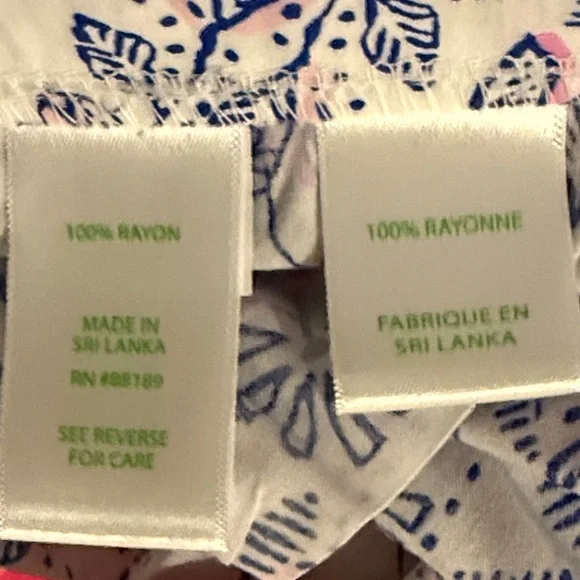 100% RAYON
MADE IN
SRI LANKA
RN #88189
SEE REVERSE
FOR CARE
100% RAYONNE
FABRIQUE EN
SRI LANKA